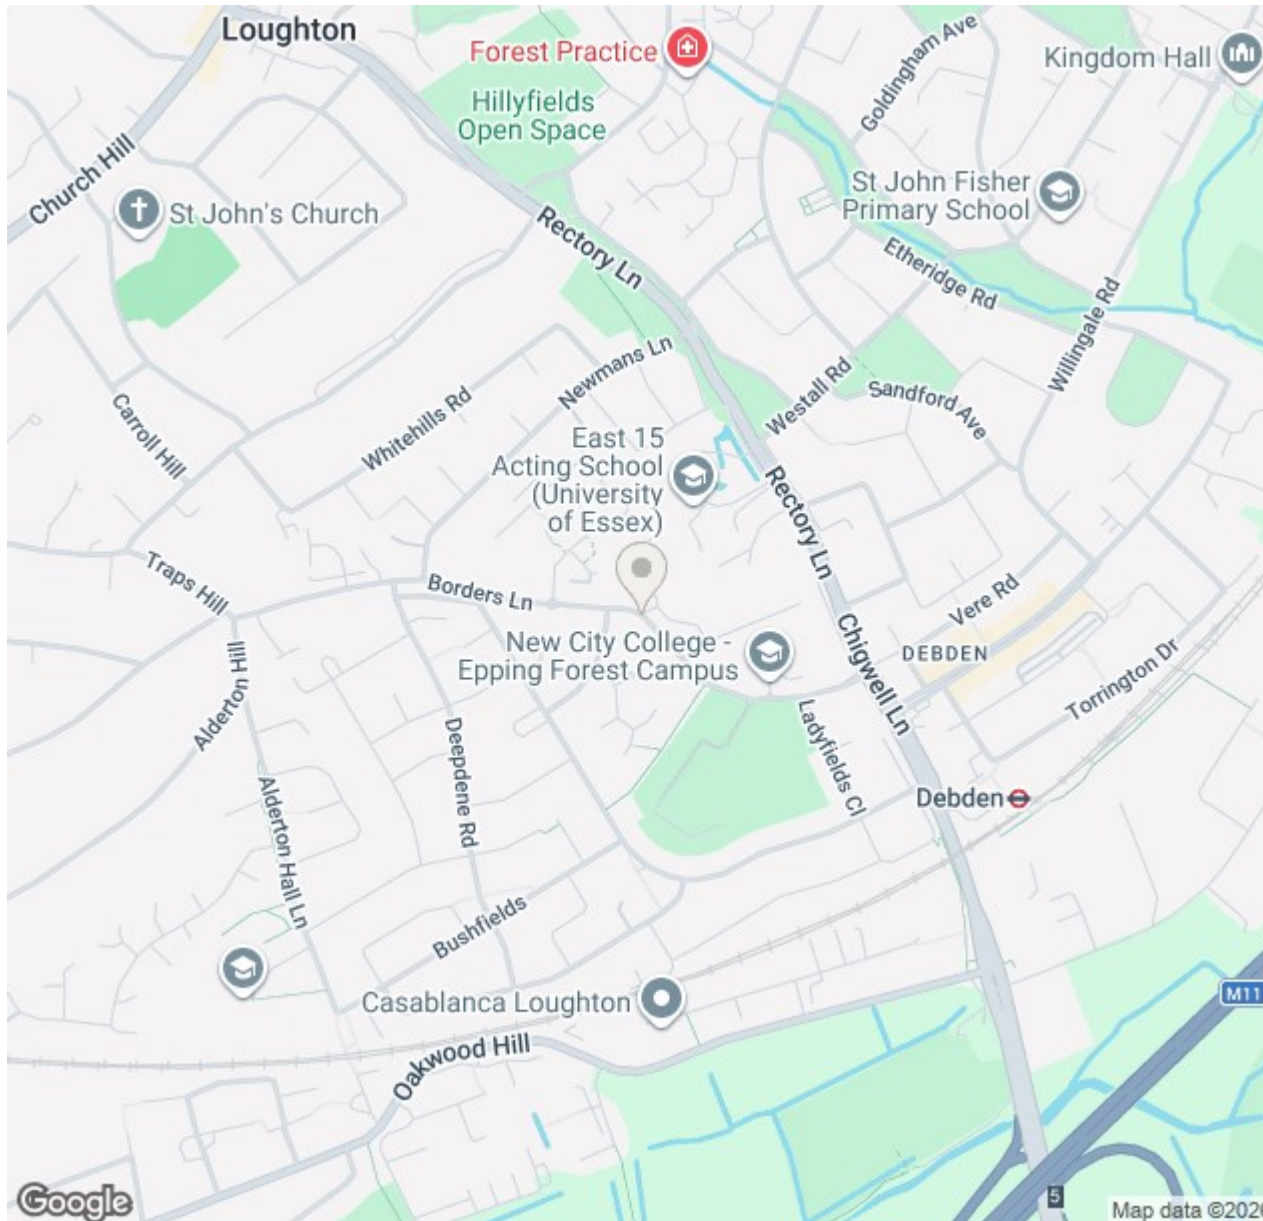 Loughton
Forest Practice
Hillyfields
Open Space
Goldingham Ave
Kingdom Hall
Church Hill
St John's Church
St John Fisher
Primary School
Rectory Ln
Etheridge Rd
Willingale Rd
Newmans Ln
Whitehills Rd
Carroll Hill
Westall Rd
Sandford Ave
East 15
Acting School
(University
of Essex)
Rectory Ln
Traps Hill
Borders Ln
Vere Rd
New City College -
Epping Forest Campus
Chigwell Ln
DEBDEN
Torrington Dr
Alderton Hill
Deepdene Rd
Ladyfields Cl
Debden
Alderton Hall Ln
Bushfields
Casablanca Loughton
M11
Oakwood Hill
5
Google
Map data ©2026